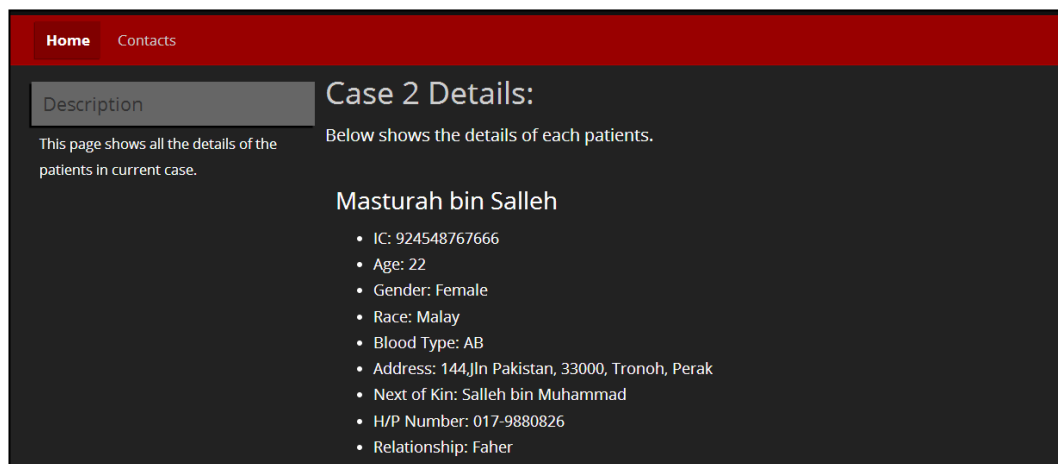 Home Contacts
Description
This page shows all the details of the
patients in current case.
Case 2 Details:
Below shows the details of each patients.
Masturah bin Salleh
• IC: 924548767666
• Age: 22
• Gender: Female
• Race: Malay
• Blood Type: AB
• Address: 144,Jln Pakistan, 33000, Tronoh, Perak
• Next of Kin: Salleh bin Muhammad
• H/P Number: 017-9880826
• Relationship: Faher